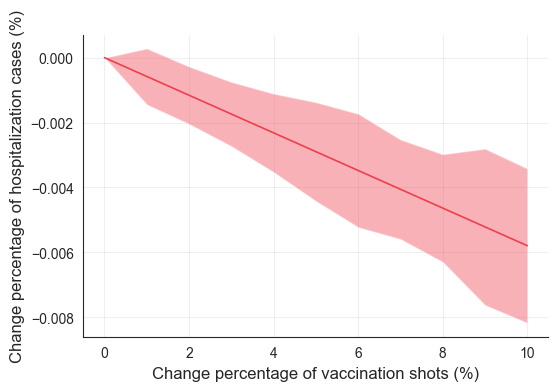 Change percentage of hospitalization cases (%)
0.000
−0.002
−0.004
−0.006
−0.008
0 2 4 6 8 10
Change percentage of vaccination shots (%)